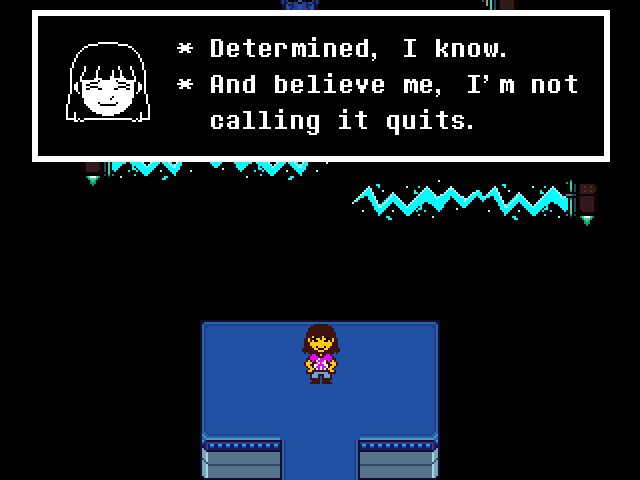 * Determined, I know.
* And believe me, I'm not
calling it quits.